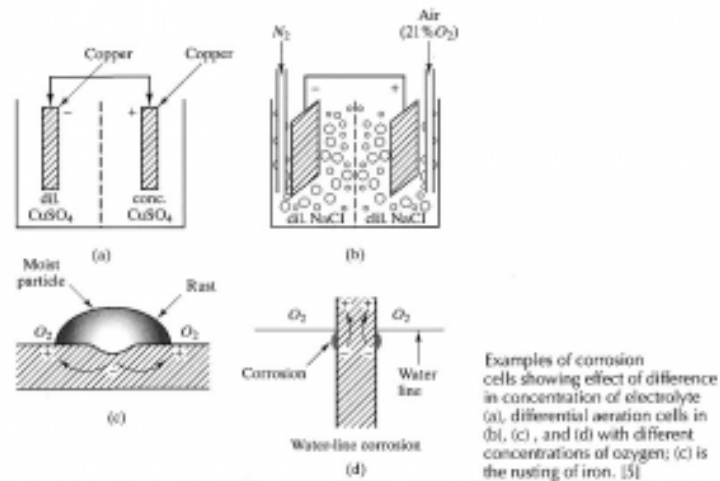 N₂
Air
(21%O₂)
Copper
Copper
−
+
−
+
dil.
CuSO₄
conc.
CuSO₄
dil. NaCl
dil. NaCl
(a)
(b)
Moist
particle
Rust
O₂
O₂
+
−
+
(c)
O₂
O₂
+
+
−
−
Corrosion
Water
line
Water-line corrosion
(d)
Examples of corrosion
cells showing effect of difference
in concentration of electrolyte
(a), differential aeration cells in
(b(, (c) , and (d) with different
concentrations of ozygen; (c) is
the rusting of iron. [5]